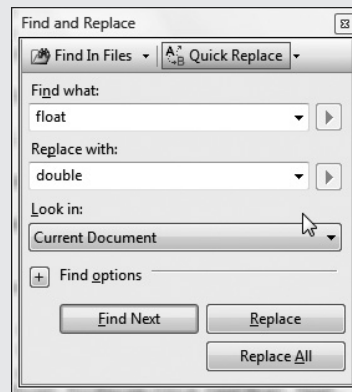 Find and Replace
Find In Files Quick Replace
Find what:
float
Replace with:
double
Look in:
Current Document
Find options
Find Next Replace
Replace All